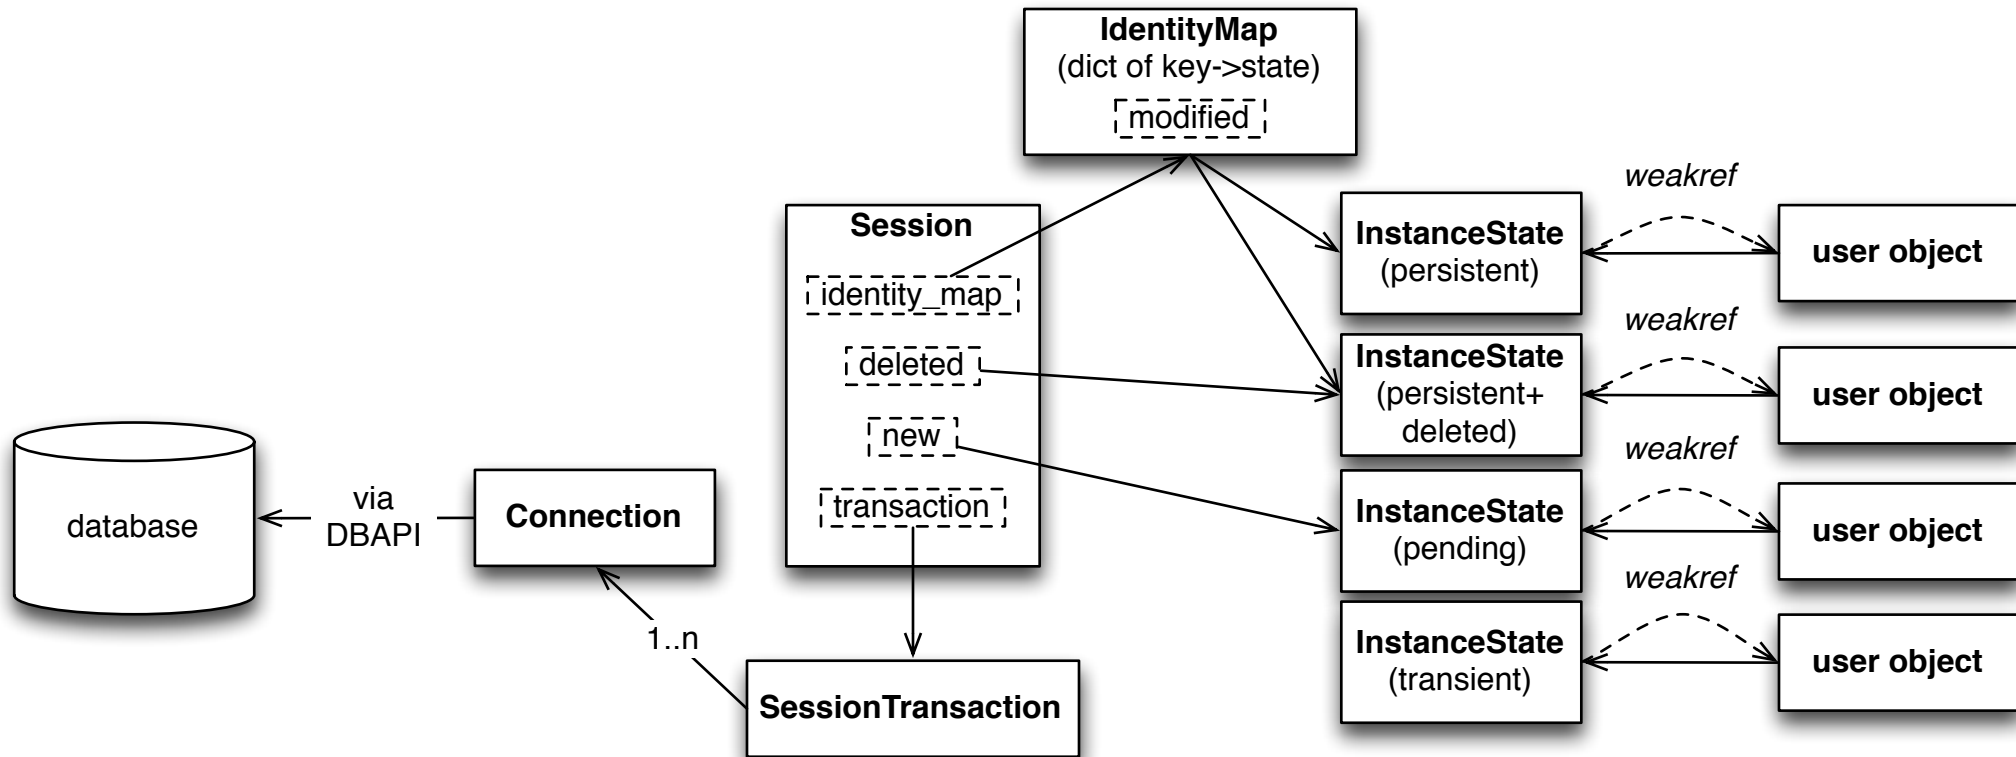 IdentityMap
(dict of key->state)
modified
Session
identity_map
deleted
new
transaction
database
via
DBAPI
Connection
1..n
SessionTransaction
weakref
InstanceState
(persistent)
user object
weakref
InstanceState
(persistent+
deleted)
user object
weakref
InstanceState
(pending)
user object
weakref
InstanceState
(transient)
user object